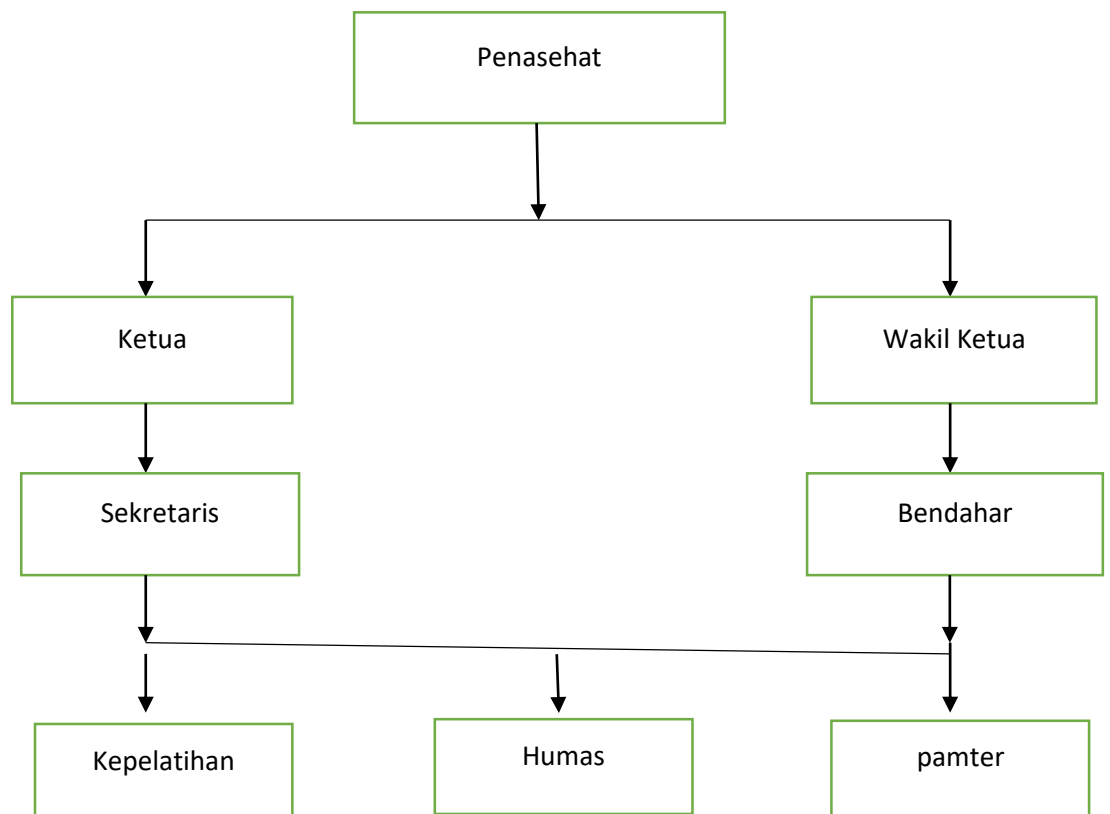 Penasehat
Ketua
Wakil Ketua
Sekretaris
Bendahar
Kepelatihan
Humas
pamter